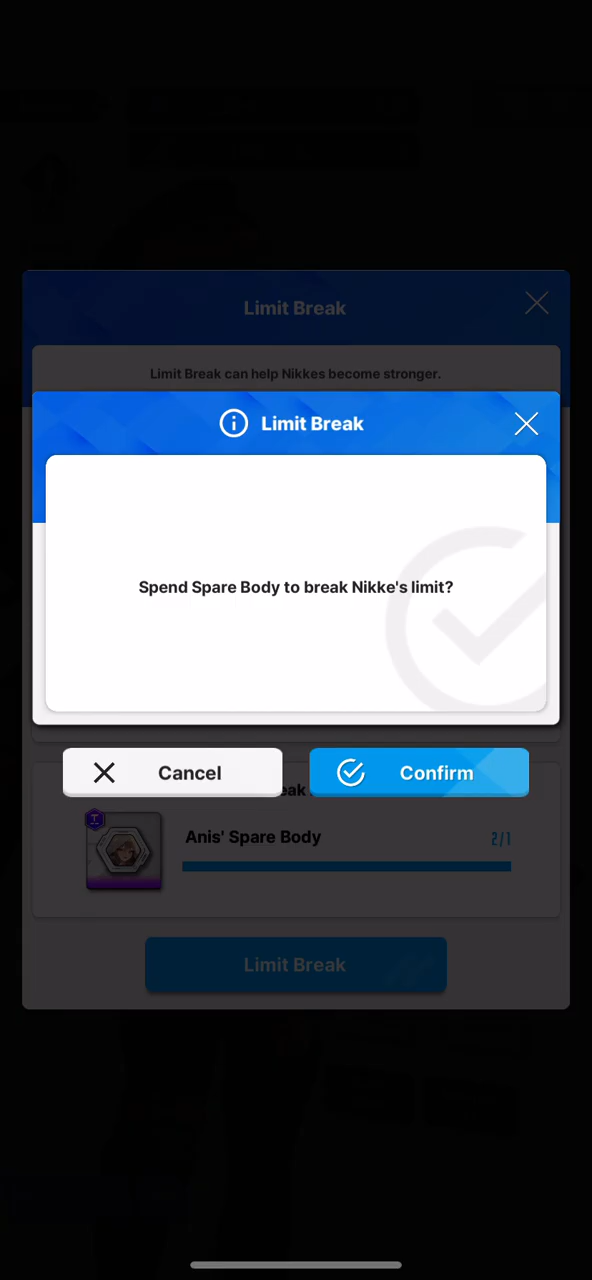 Limit Break
Limit Break can help Nikkes become stronger.
Limit Break
Spend Spare Body to break Nikke's limit?
Cancel
Confirm
Anis' Spare Body
2/1
Limit Break